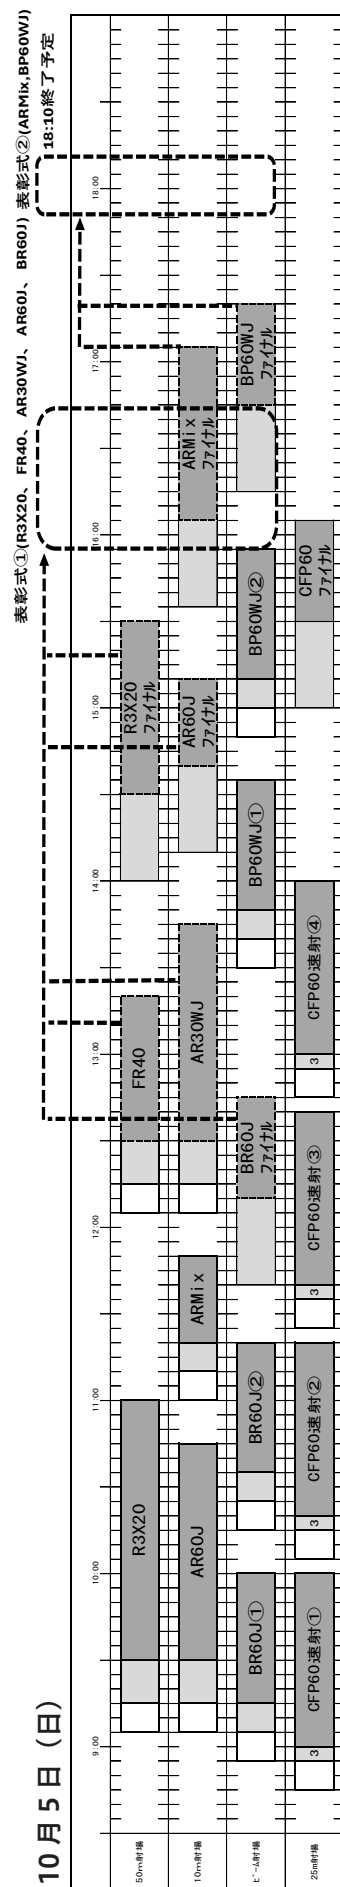 10月5日（日）
表彰式①(R3X20、 FR40、 AR30WJ、 AR60J、 BR60J)
表彰式②(ARMix,BP60WJ)
18:10終了予定
9:00
10:00
11:00
12:00
13:00
14:00
15:00
16:00
17:00
18:00
50m射場
R3X20
FR40
R3X20
ファイナル
10m射場
AR60J
ARMix
AR30WJ
AR60J
ファイナル
ARMix
ファイナル
ﾋﾞｰﾑ射場
BR60J①
BR60J②
BR60J
ファイナル
BP60WJ①
BP60WJ②
BP60WJ
ファイナル
25m射場
3
CFP60速射①
3
CFP60速射②
3
CFP60速射③
3
CFP60速射④
CFP60
ファイナル